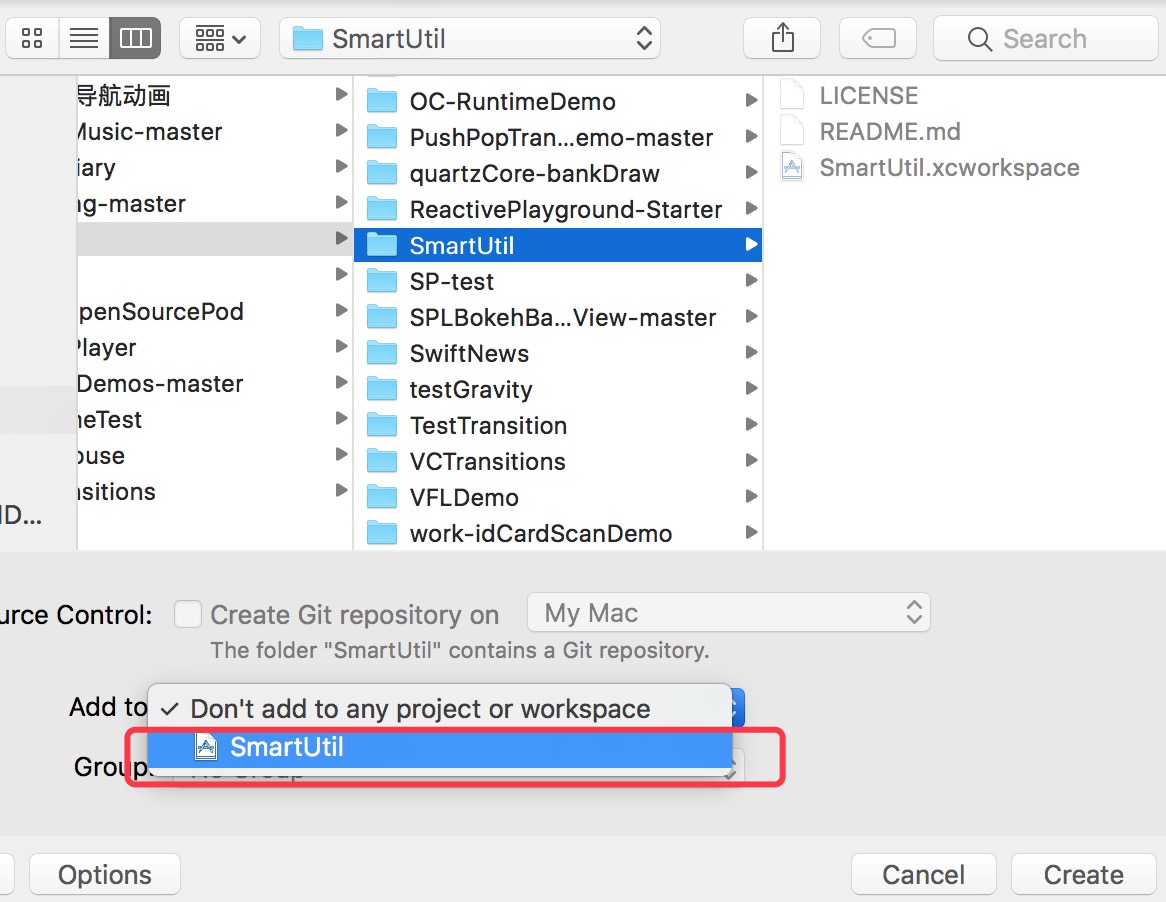 SmartUtil
Search
导航动画
Music-master
iary
ng-master
penSourcePod
Player
Demos-master
neTest
ouse
nsitions
ID...
OC-RuntimeDemo
PushPopTran...emo-master
quartzCore-bankDraw
ReactivePlayground-Starter
SmartUtil
SP-test
SPLBokehBa...View-master
SwiftNews
testGravity
TestTransition
VCTransitions
VFLDemo
work-idCardScanDemo
LICENSE
README.md
SmartUtil.xcworkspace
urce Control: Create Git repository on My Mac
The folder "SmartUtil" contains a Git repository.
Add to ✓ Don't add to any project or workspace
SmartUtil
Group:
Options Cancel Create